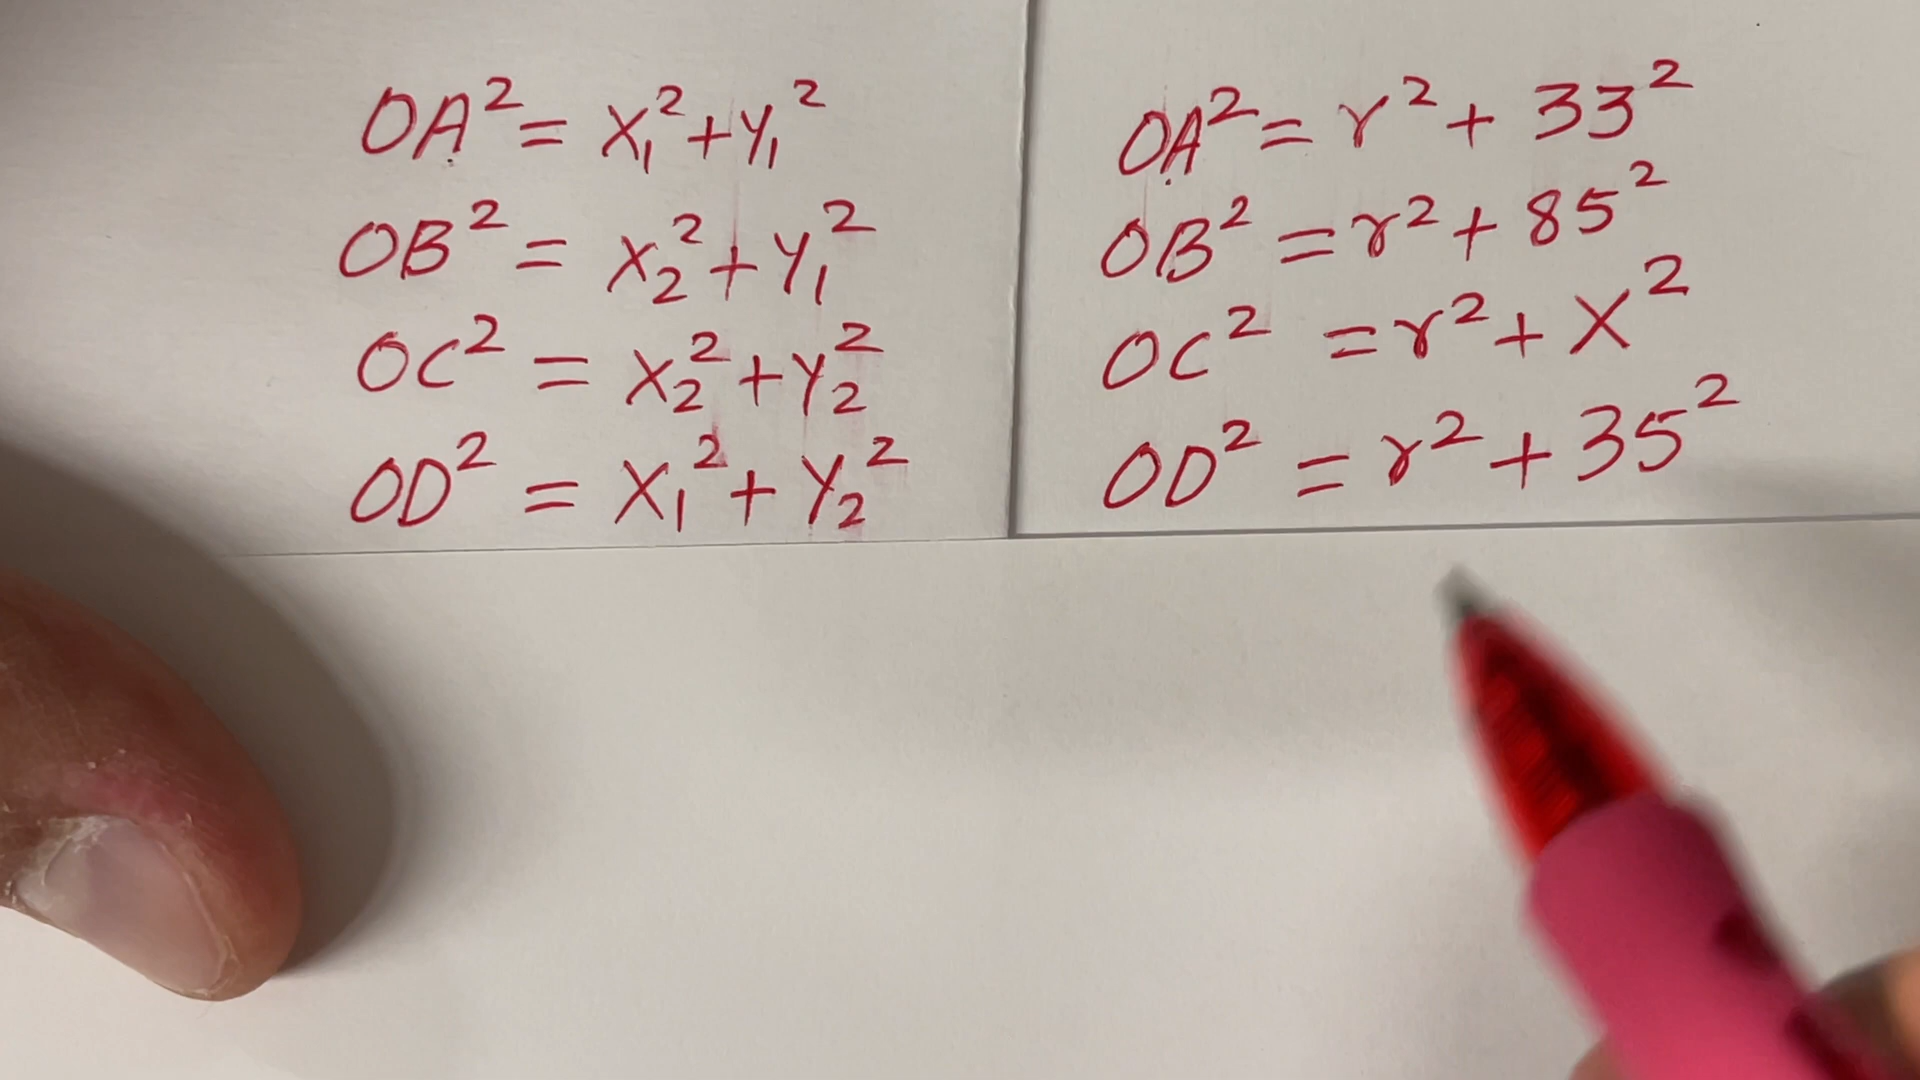 OA² = x₁² + y₁²
OB² = x₂² + y₁²
OC² = x₂² + y₂²
OD² = x₁² + y₂²
OA² = r² + 33²
OB² = r² + 85²
OC² = r² + x²
OD² = r² + 35²